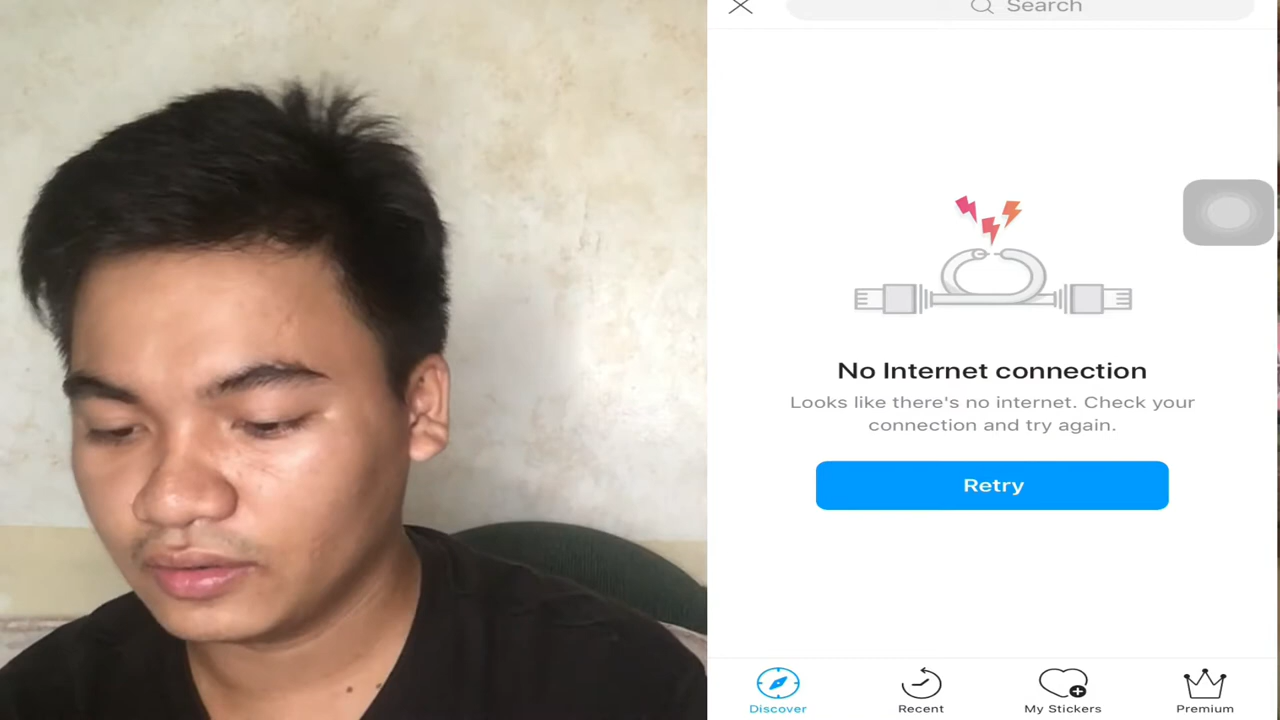 Search
No Internet connection
Looks like there's no internet. Check your
connection and try again.
Retry
Discover
Recent
My Stickers
Premium